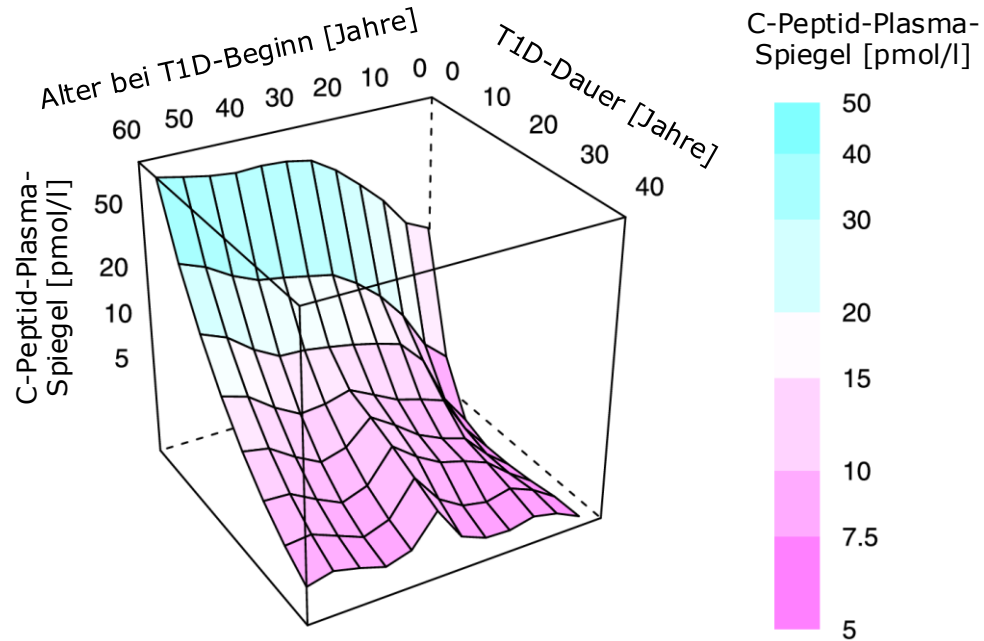 Alter bei T1D-Beginn [Jahre]
60 50 40 30 20 10 0
T1D-Dauer [Jahre]
0 10 20 30 40
C-Peptid-Plasma-
Spiegel [pmol/l]
50
20
10
5
C-Peptid-Plasma-
Spiegel [pmol/l]
50
40
30
20
15
10
7.5
5